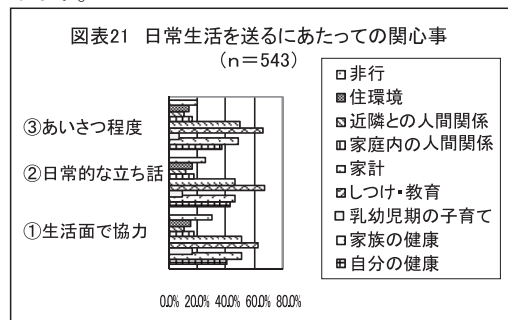 図表21 日常生活を送るにあたっての関心事
(n=543)
③あいさつ程度
②日常的な立ち話
①生活面で協力
0.0% 20.0% 40.0% 60.0% 80.0%
非行
住環境
近隣との人間関係
家庭内の人間関係
家計
しつけ・教育
乳幼児期の子育て
家族の健康
自分の健康